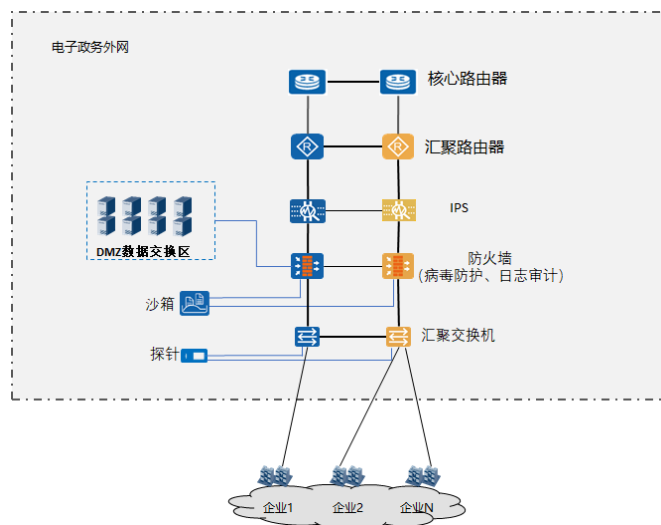 电子政务外网
核心路由器
R
R
汇聚路由器
IPS
DMZ数据交换区
防火墙
（病毒防护、日志审计）
沙箱
汇聚交换机
探针
企业1
企业2
企业N